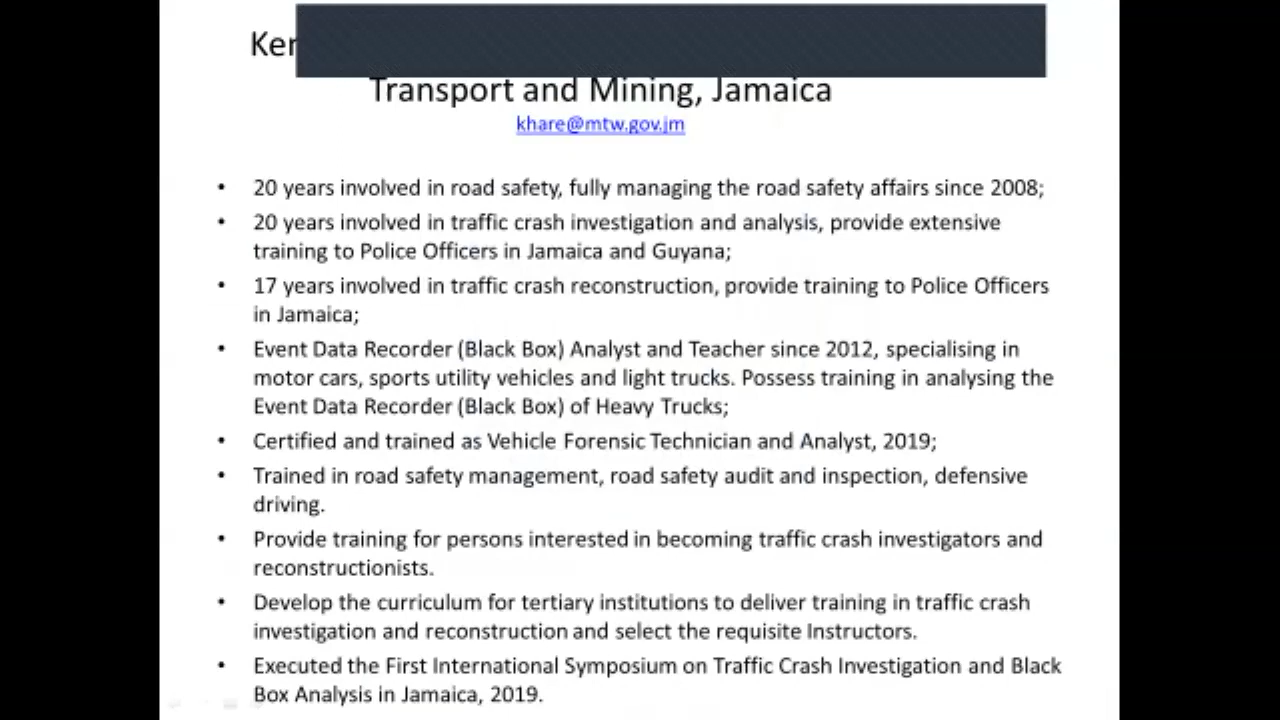 Ker
Transport and Mining, Jamaica
khare@mtw.gov.jm
• 20 years involved in road safety, fully managing the road safety affairs since 2008;
• 20 years involved in traffic crash investigation and analysis, provide extensive
training to Police Officers in Jamaica and Guyana;
• 17 years involved in traffic crash reconstruction, provide training to Police Officers
in Jamaica;
• Event Data Recorder (Black Box) Analyst and Teacher since 2012, specialising in
motor cars, sports utility vehicles and light trucks. Possess training in analysing the
Event Data Recorder (Black Box) of Heavy Trucks;
• Certified and trained as Vehicle Forensic Technician and Analyst, 2019;
• Trained in road safety management, road safety audit and inspection, defensive
driving.
• Provide training for persons interested in becoming traffic crash investigators and
reconstructionists.
• Develop the curriculum for tertiary institutions to deliver training in traffic crash
investigation and reconstruction and select the requisite Instructors.
• Executed the First International Symposium on Traffic Crash Investigation and Black
Box Analysis in Jamaica, 2019.